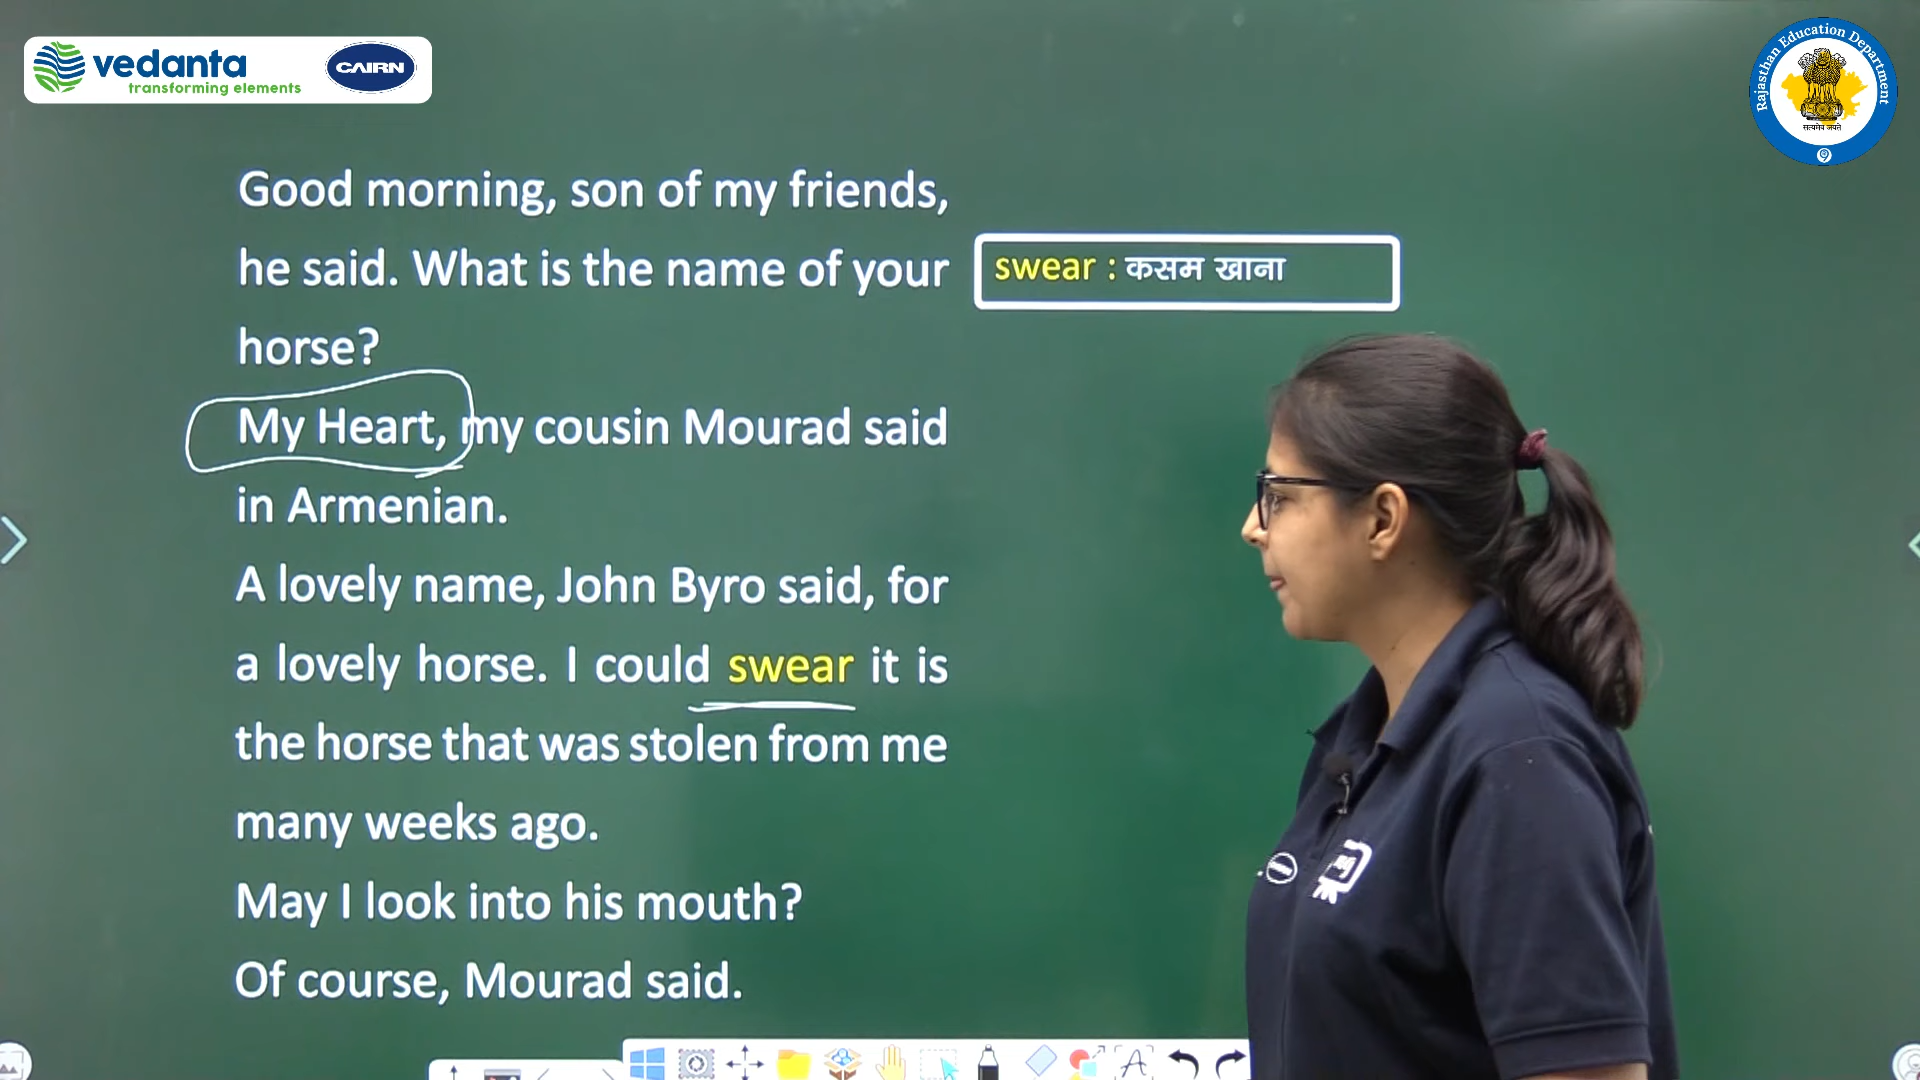 vedanta
transforming elements
CAIRN
Rajasthan Education Department
सत्यमेव जयते
Good morning, son of my friends,
he said. What is the name of your
horse?
My Heart, my cousin Mourad said
in Armenian.
A lovely name, John Byro said, for
a lovely horse. I could swear it is
the horse that was stolen from me
many weeks ago.
May I look into his mouth?
Of course, Mourad said.
swear : कसम खाना